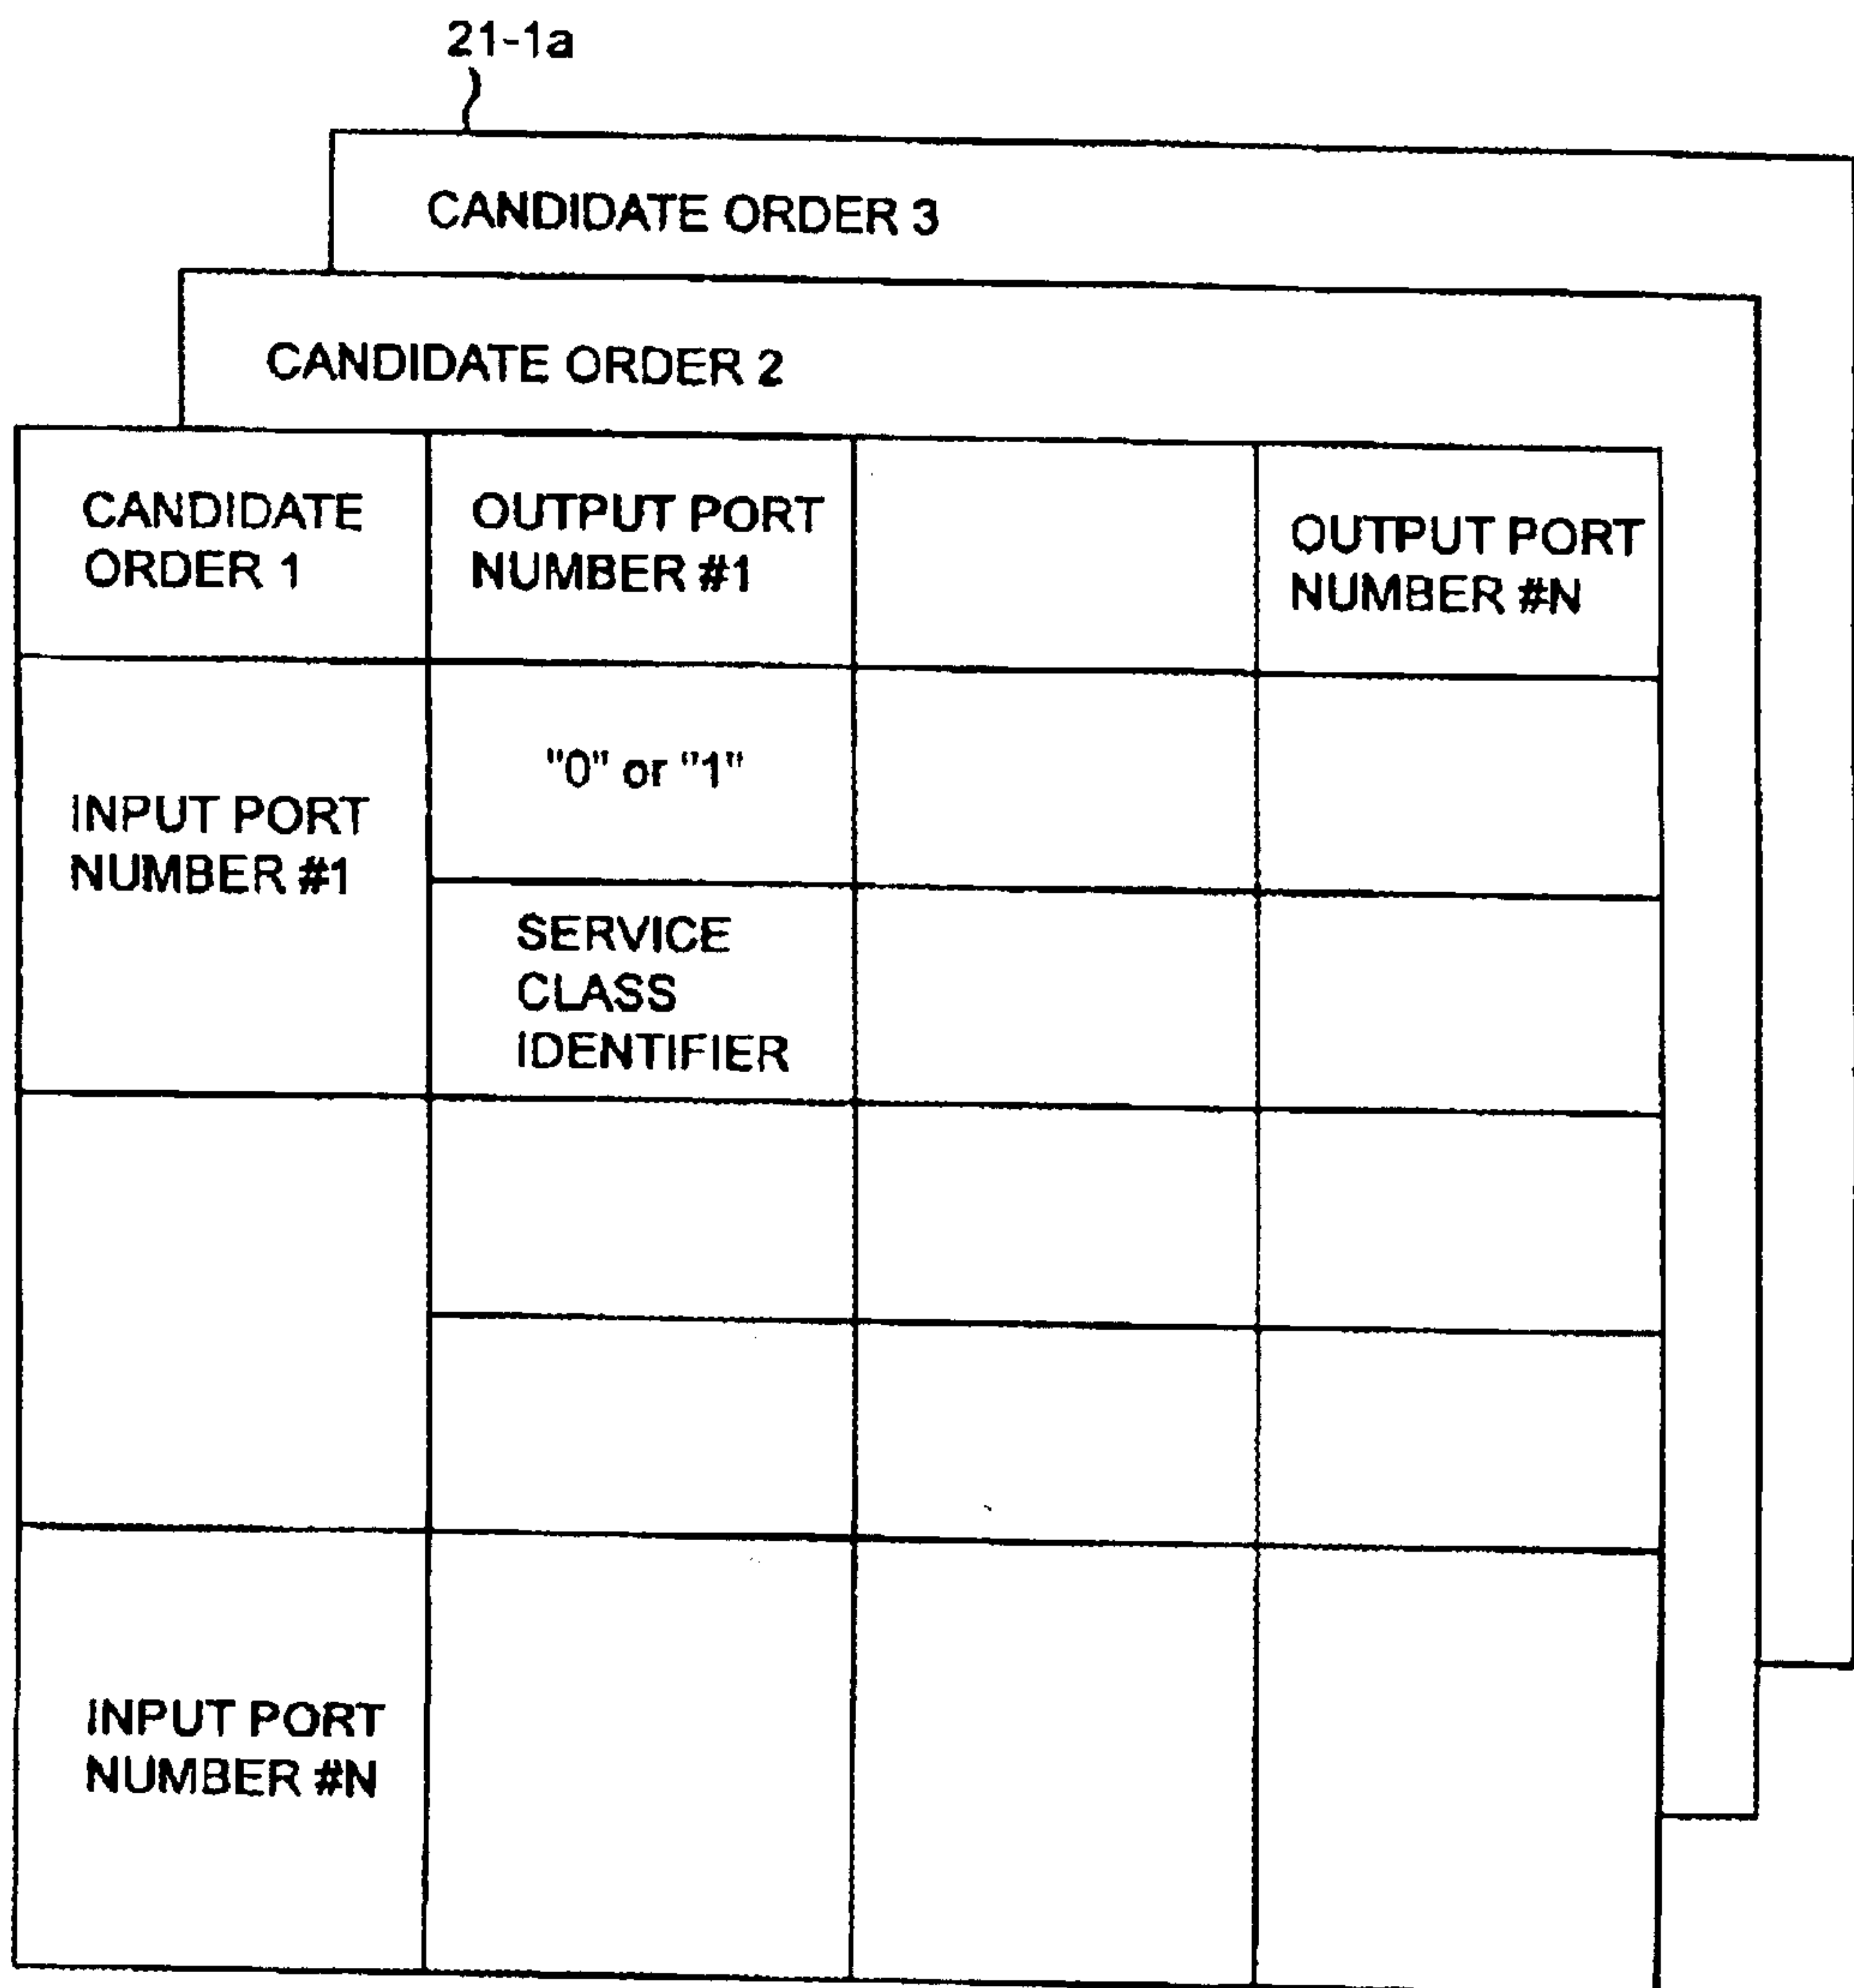 21-1a
CANDIDATE ORDER 3
CANDIDATE ORDER 2
CANDIDATE
ORDER 1
OUTPUT PORT
NUMBER #1
OUTPUT PORT
NUMBER #N
INPUT PORT
NUMBER #1
"0" or "1"
SERVICE
CLASS
IDENTIFIER
INPUT PORT
NUMBER #N